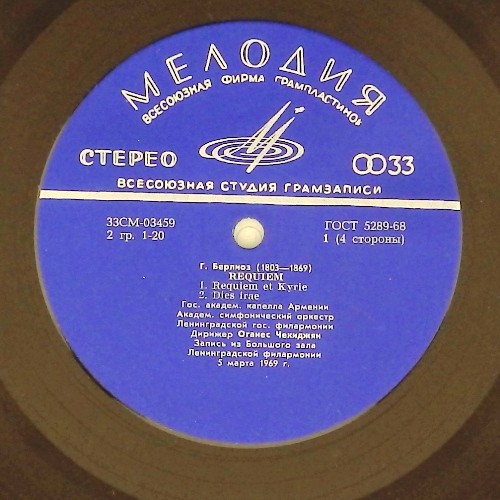 МЕЛОДИЯ
ВСЕСОЮЗНАЯ ФИРМА ГРАМПЛАСТИНОК
СТЕРЕО
33
ВСЕСОЮЗНАЯ СТУДИЯ ГРАМЗАПИСИ
33СМ-03459
ГОСТ 5289-68
2 гр. 1-20
1 (4 стороны)
Г. Берлиоз (1803—1869)
REQUIEM
1. Requiem et Kyrie
2. Dies irae
Гос. академ. капелла Армении
Академ. симфонический оркестр
Ленинградской гос. филармонии
Дирижер Оганес Чекиджян
Запись из Большого зала
Ленинградской филармонии
5 марта 1969 г.